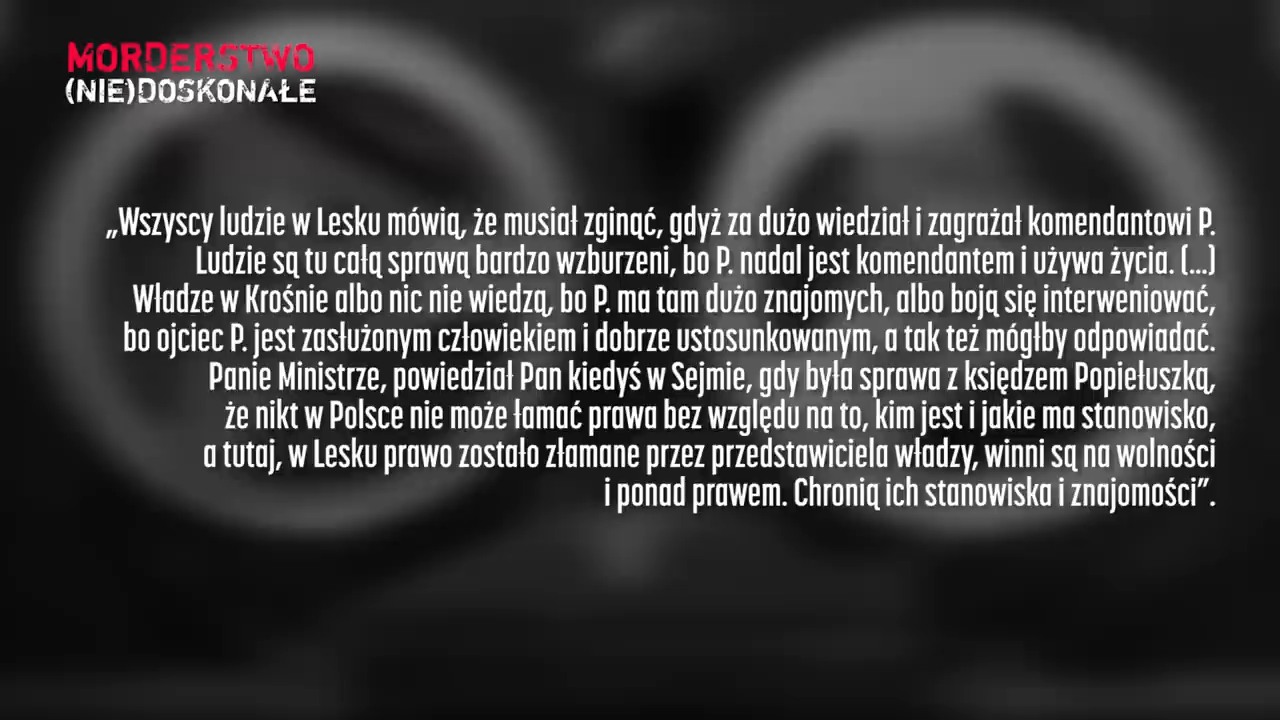 MORDERSTWO
(NIE)DOSKONAŁE
„Wszyscy ludzie w Lesku mówią, że musiał zginąć, gdyż za dużo wiedział i zagrażał komendantowi P.
Ludzie są tu całą sprawą bardzo wzburzeni, bo P. nadal jest komendantem i używa życia. (...)
Władze w Krośnie albo nic nie wiedzą, bo P. ma tam dużo znajomych, albo boją się interweniować,
bo ojciec P. jest zasłużonym człowiekiem i dobrze ustosunkowanym, a tak też mógłby odpowiadać.
Panie Ministrze, powiedział Pan kiedyś w Sejmie, gdy była sprawa z księdzem Popiełuszką,
że nikt w Polsce nie może łamać prawa bez względu na to, kim jest i jakie ma stanowisko,
a tutaj, w Lesku prawo zostało złamane przez przedstawiciela władzy, winni są na wolności
i ponad prawem. Chronią ich stanowiska i znajomości”.